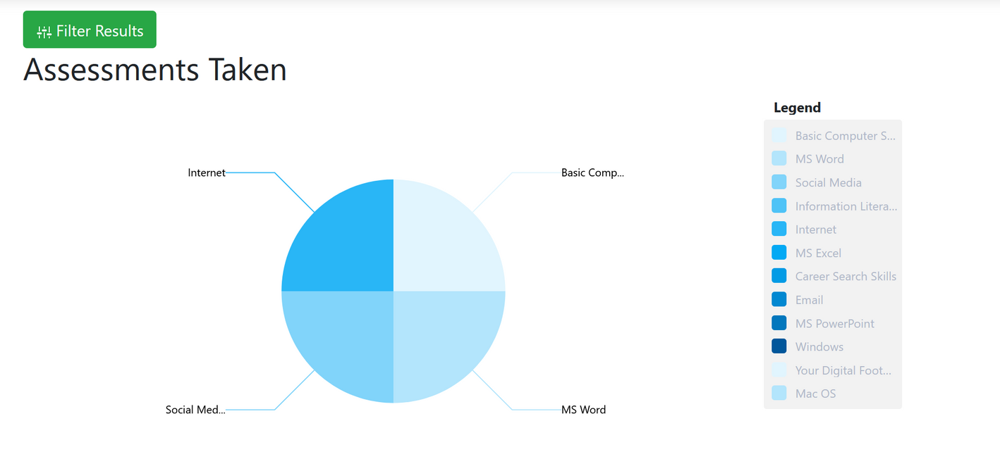 Filter Results
Assessments Taken
Internet
Basic Comp...
Social Med...
MS Word
Legend
Basic Computer S...
MS Word
Social Media
Information Litera...
Internet
MS Excel
Career Search Skills
Email
MS PowerPoint
Windows
Your Digital Foot...
Mac OS